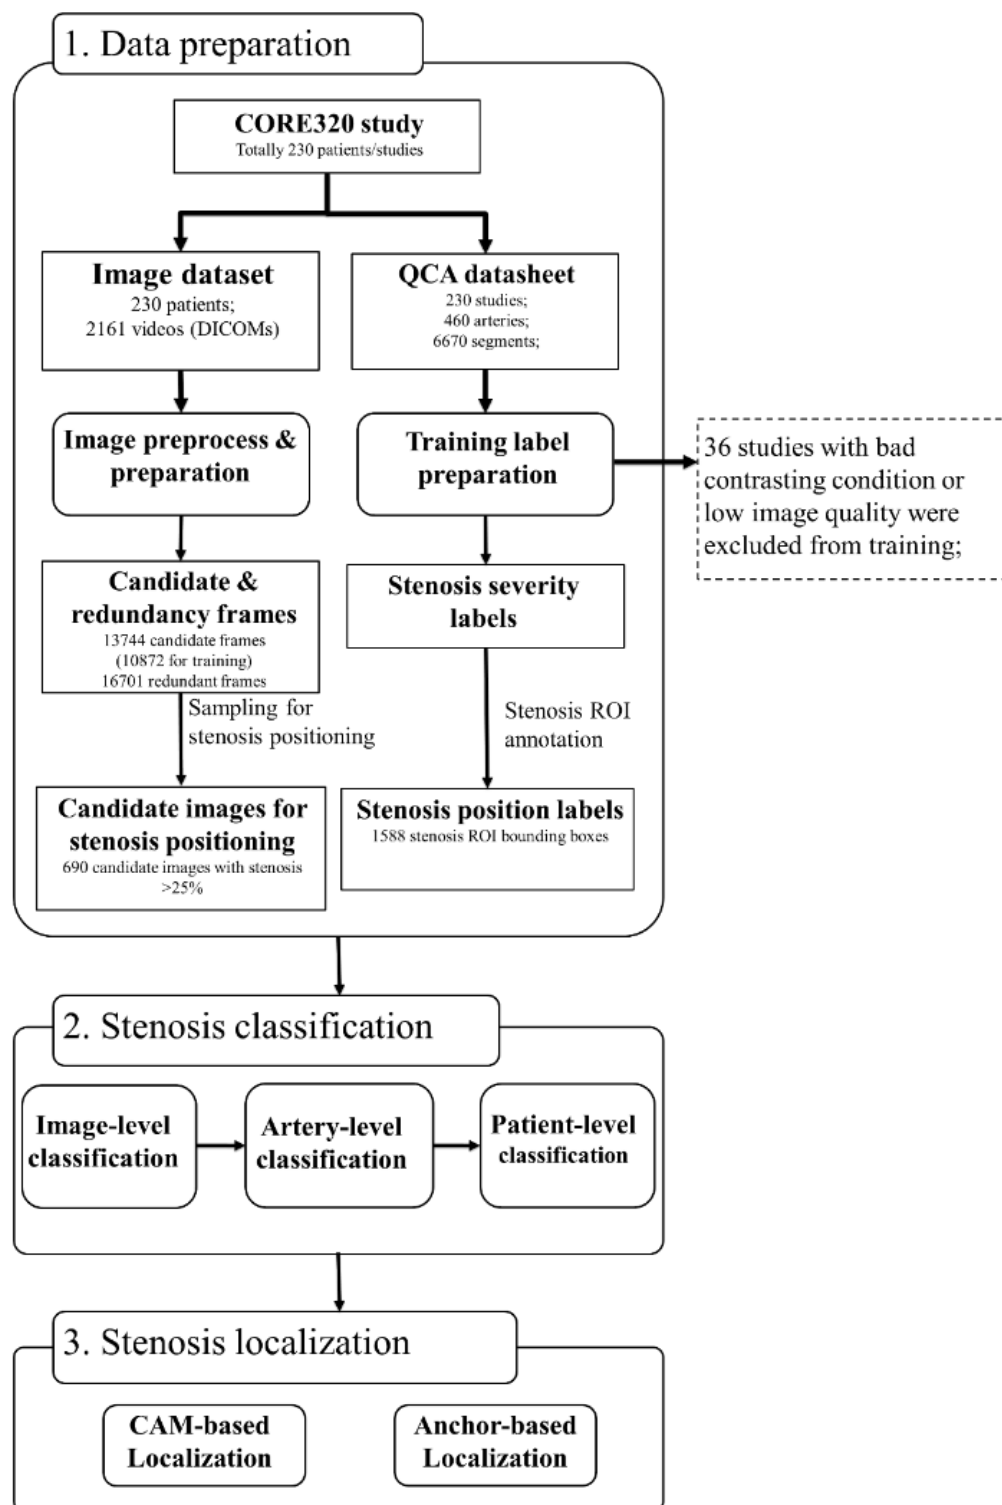 1. Data preparation
CORE320 study
Totally 230 patients/studies
Image dataset
230 patients;
2161 videos (DICOMs)
QCA datasheet
230 studies;
460 arteries;
6670 segments;
Image preprocess &
preparation
Training label
preparation
36 studies with bad
contrasting condition or
low image quality were
excluded from training;
Candidate &
redundancy frames
13744 candidate frames
(10872 for training)
16701 redundant frames
Stenosis severity
labels
Sampling for
stenosis positioning
Stenosis ROI
annotation
Candidate images for
stenosis positioning
690 candidate images with stenosis
>25%
Stenosis position labels
1588 stenosis ROI bounding boxes
2. Stenosis classification
Image-level
classification
Artery-level
classification
Patient-level
classification
3. Stenosis localization
CAM-based
Localization
Anchor-based
Localization